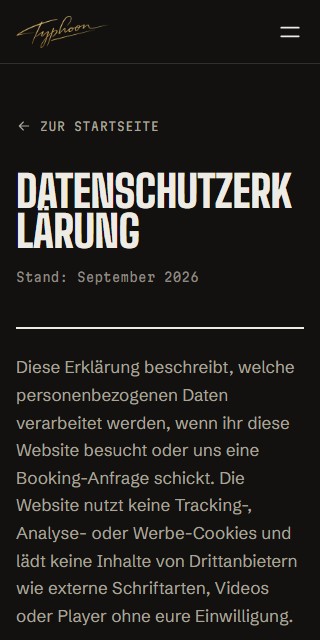 Typhoon
← ZUR STARTSEITE
DATENSCHUTZERK
LÄRUNG
Stand: September 2026
Diese Erklärung beschreibt, welche
personenbezogenen Daten
verarbeitet werden, wenn ihr diese
Website besucht oder uns eine
Booking-Anfrage schickt. Die
Website nutzt keine Tracking-,
Analyse- oder Werbe-Cookies und
lädt keine Inhalte von Drittanbietern
wie externe Schriftarten, Videos
oder Player ohne eure Einwilligung.